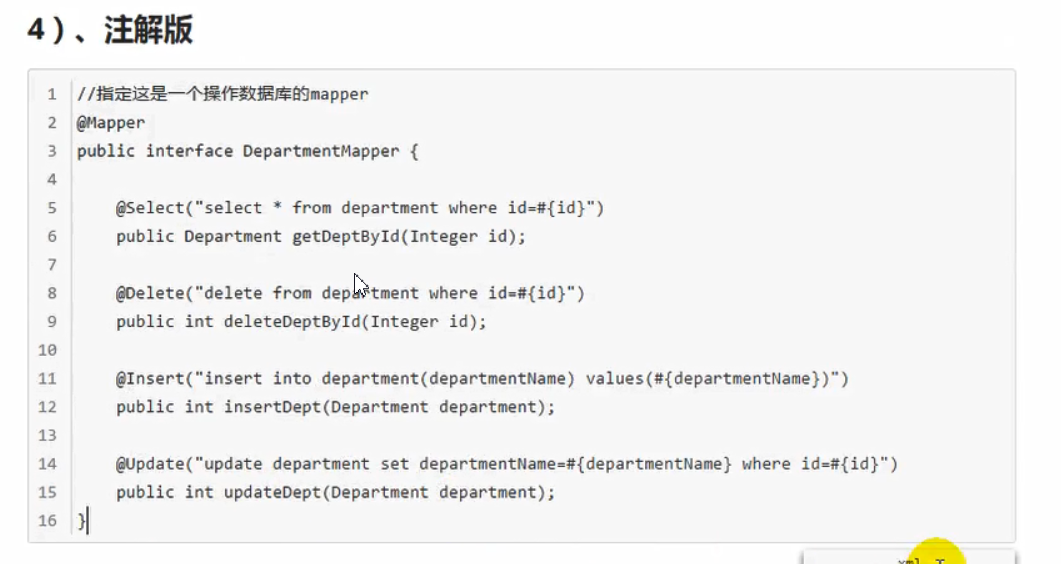 4）、注解版
1 //指定这是一个操作数据库的mapper
2 @Mapper
3 public interface DepartmentMapper {
4
5 @Select("select * from department where id=#{id}")
6 public Department getDeptById(Integer id);
7
8 @Delete("delete from department where id=#{id}")
9 public int deleteDeptById(Integer id);
10
11 @Insert("insert into department(departmentName) values(#{departmentName})")
12 public int insertDept(Department department);
13
14 @Update("update department set departmentName=#{departmentName} where id=#{id}")
15 public int updateDept(Department department);
16 }